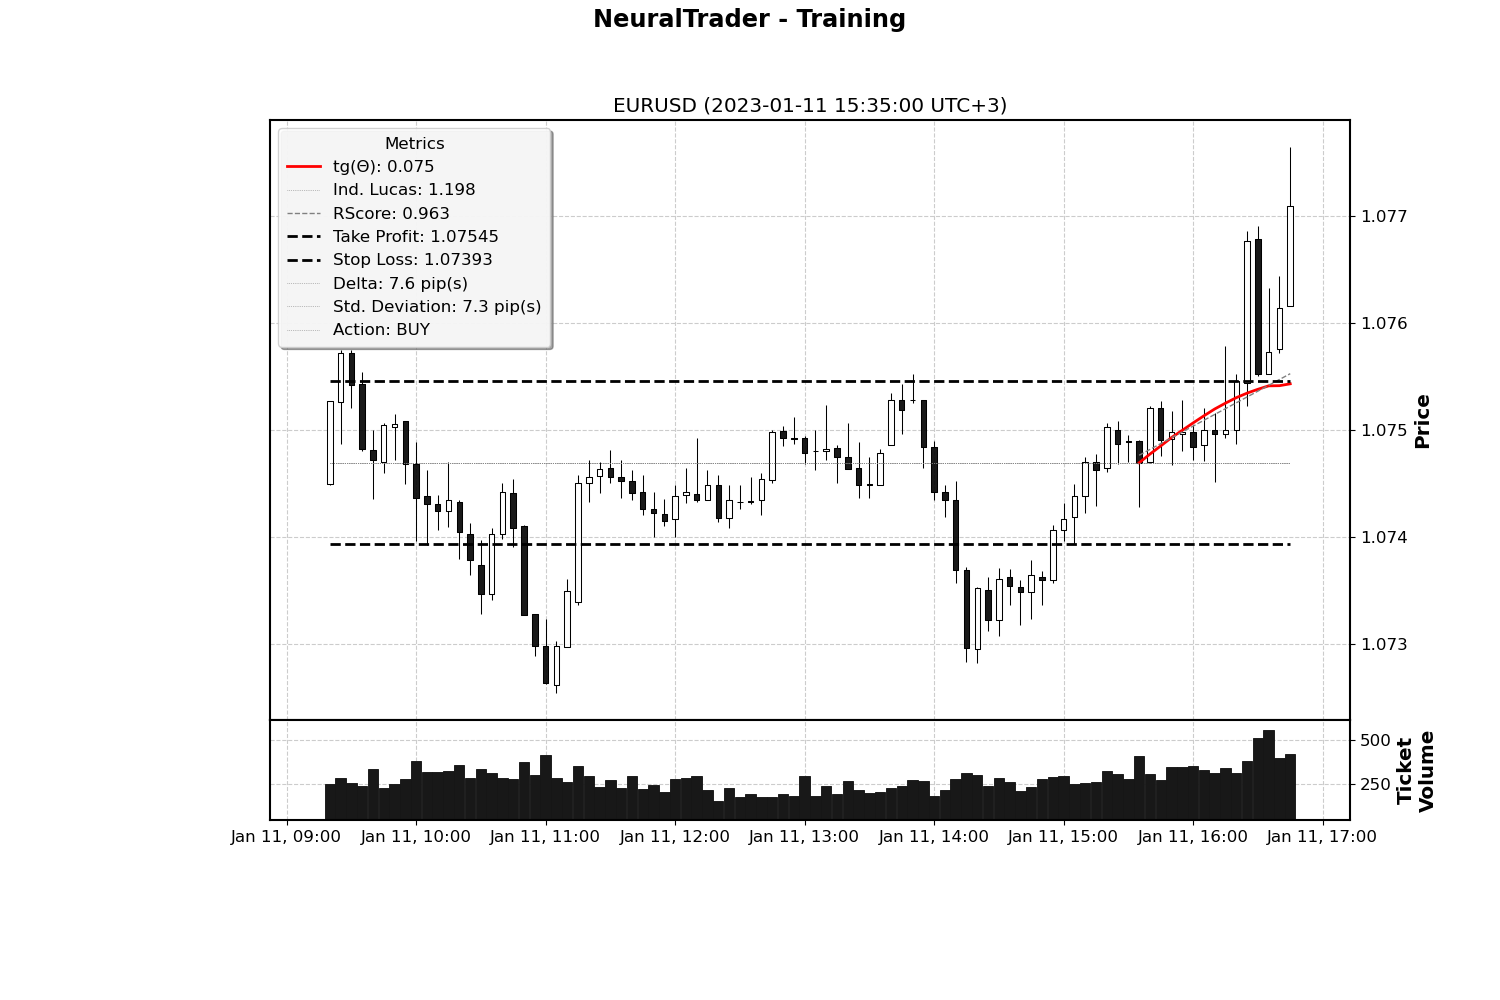 NeuralTrader - Training
EURUSD (2023-01-11 15:35:00 UTC+3)
Metrics
tg(Θ): 0.075
Ind. Lucas: 1.198
RScore: 0.963
Take Profit: 1.07545
Stop Loss: 1.07393
Delta: 7.6 pip(s)
Std. Deviation: 7.3 pip(s)
Action: BUY
1.077
1.076
1.075
1.074
1.073
Price
500
250
Ticket
Volume
Jan 11, 09:00
Jan 11, 10:00
Jan 11, 11:00
Jan 11, 12:00
Jan 11, 13:00
Jan 11, 14:00
Jan 11, 15:00
Jan 11, 16:00
Jan 11, 17:00